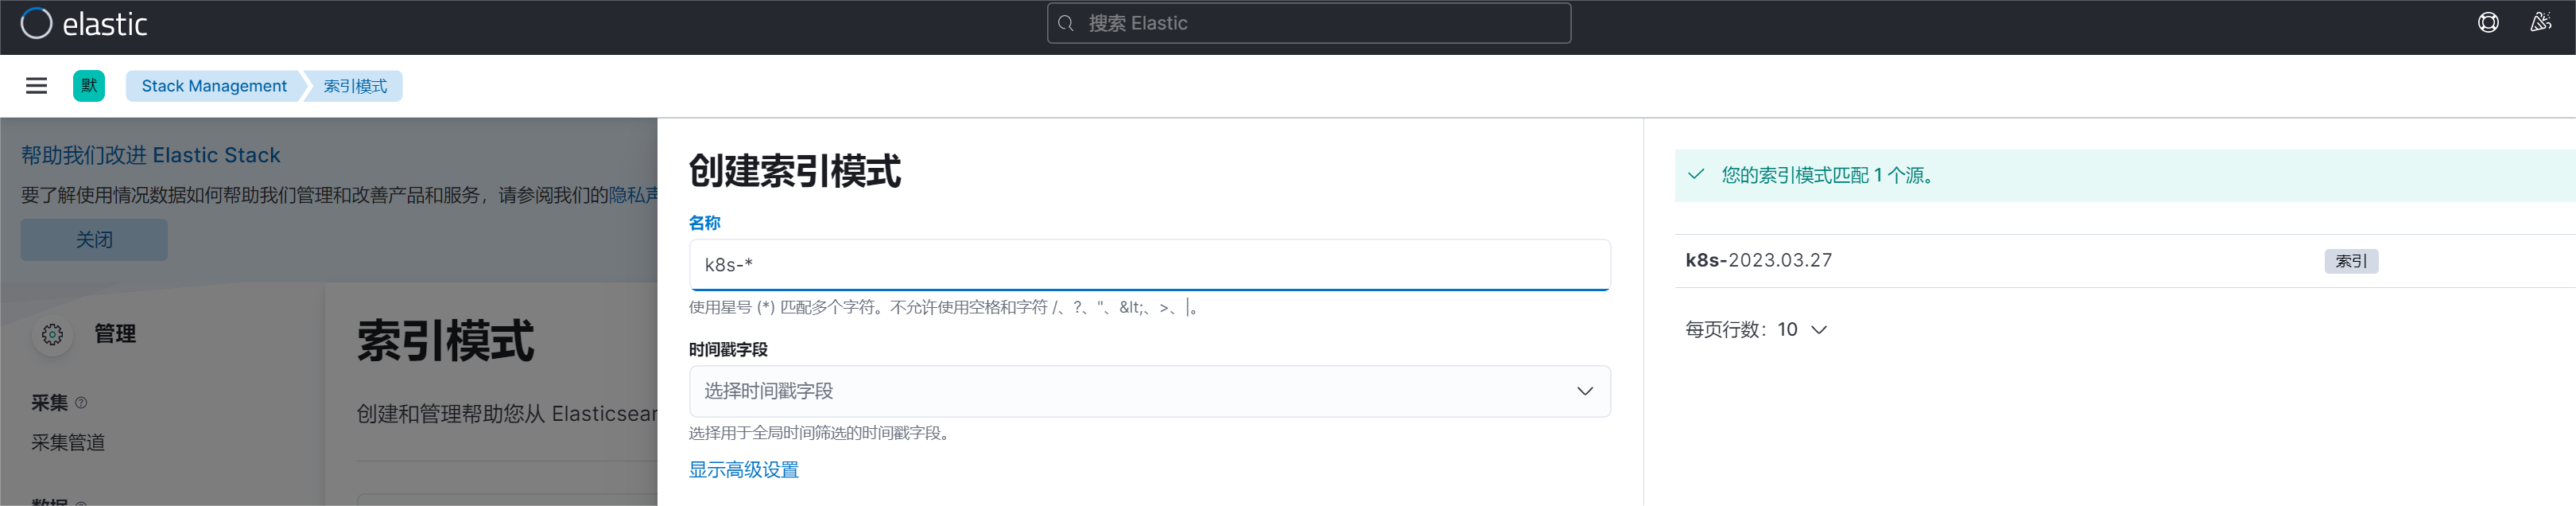 elastic
搜索 Elastic
默
Stack Management
索引模式
帮助我们改进 Elastic Stack
要了解使用情况数据如何帮助我们管理和改善产品和服务，请参阅我们的隐私声
关闭
管理
采集
采集管道
数据
索引模式
创建和管理帮助您从 Elasticsear
创建索引模式
名称
k8s-*
使用星号 (*) 匹配多个字符。不允许使用空格和字符 /、?、"、&lt;、>、|。
时间戳字段
选择时间戳字段
选择用于全局时间筛选的时间戳字段。
显示高级设置
您的索引模式匹配 1 个源。
k8s-2023.03.27
索引
每页行数：10